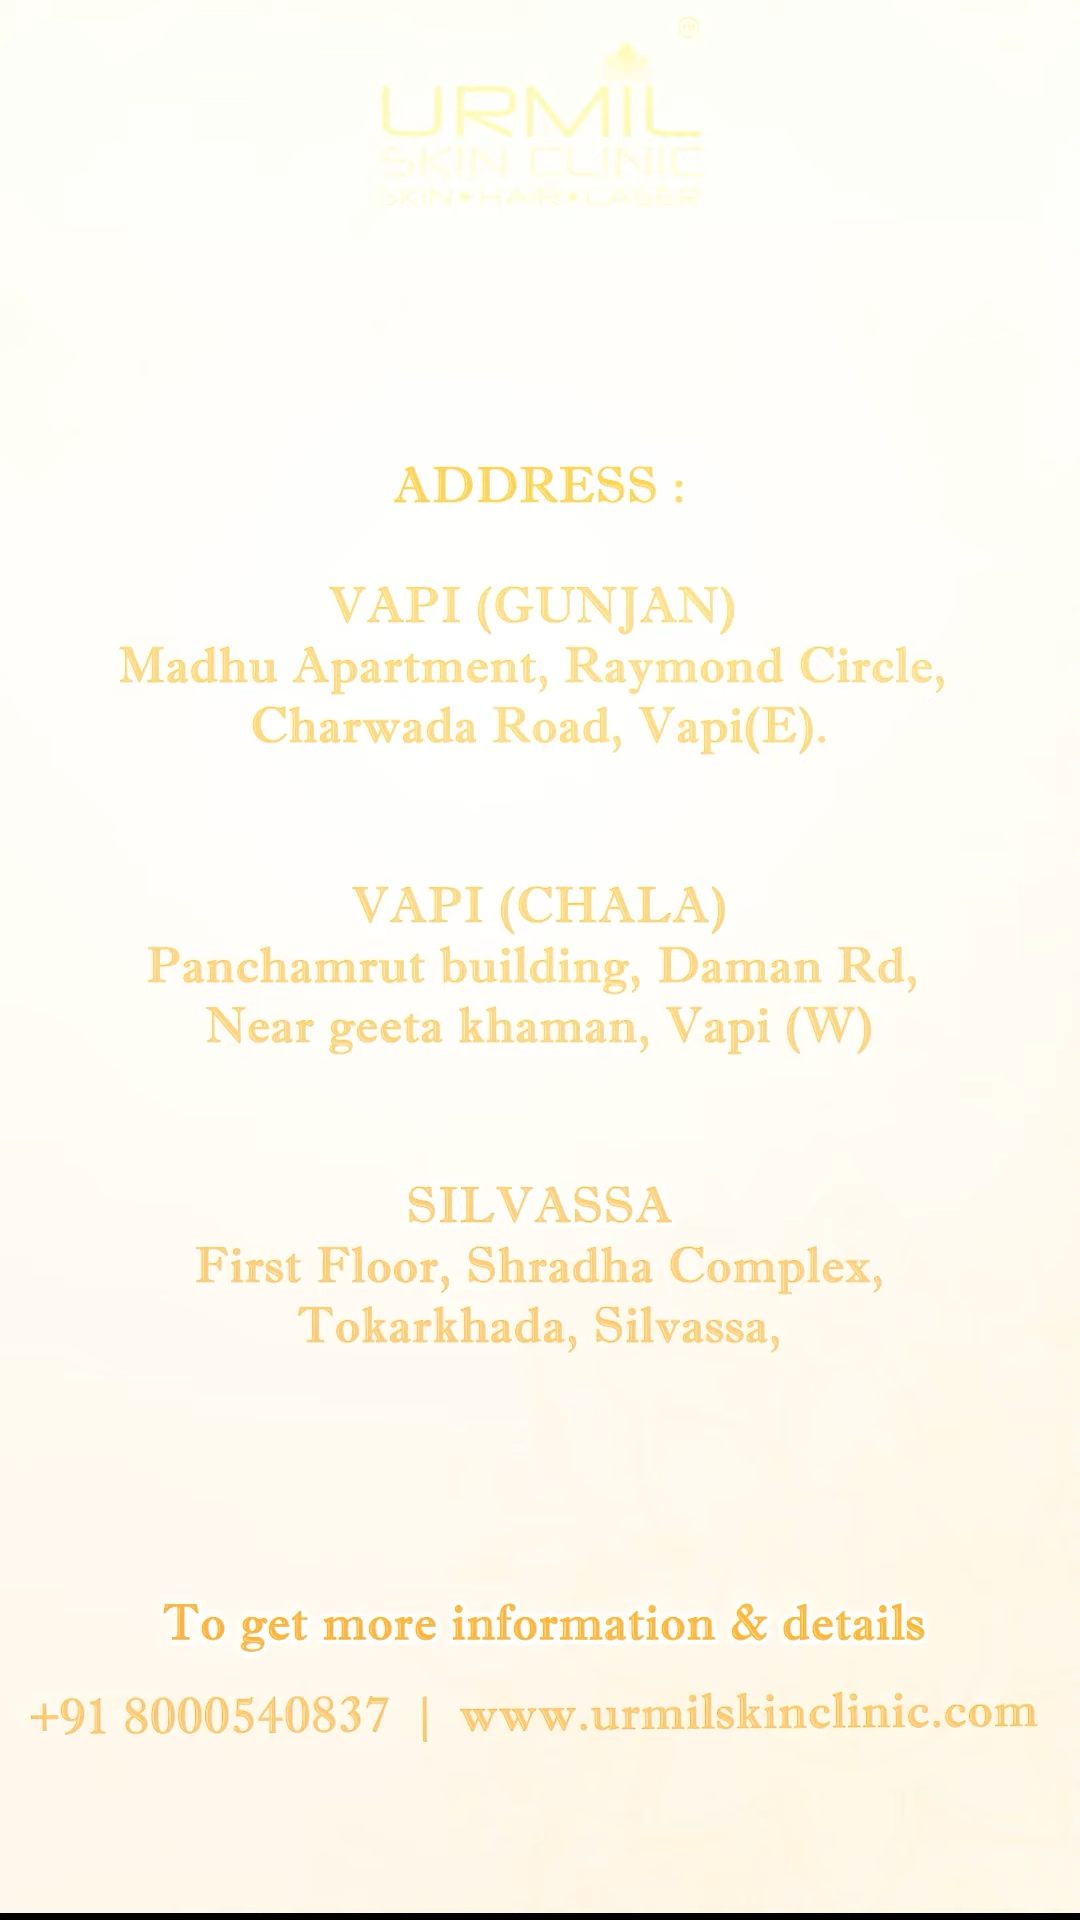 URMIL
SKIN CLINIC
SKIN • HAIR • LASER
ADDRESS :
VAPI (GUNJAN)
Madhu Apartment, Raymond Circle,
Charwada Road, Vapi(E).
VAPI (CHALA)
Panchamrut building, Daman Rd,
Near geeta khaman, Vapi (W)
SILVASSA
First Floor, Shradha Complex,
Tokarkhada, Silvassa,
To get more information & details
+91 8000540837 | www.urmilskinclinic.com